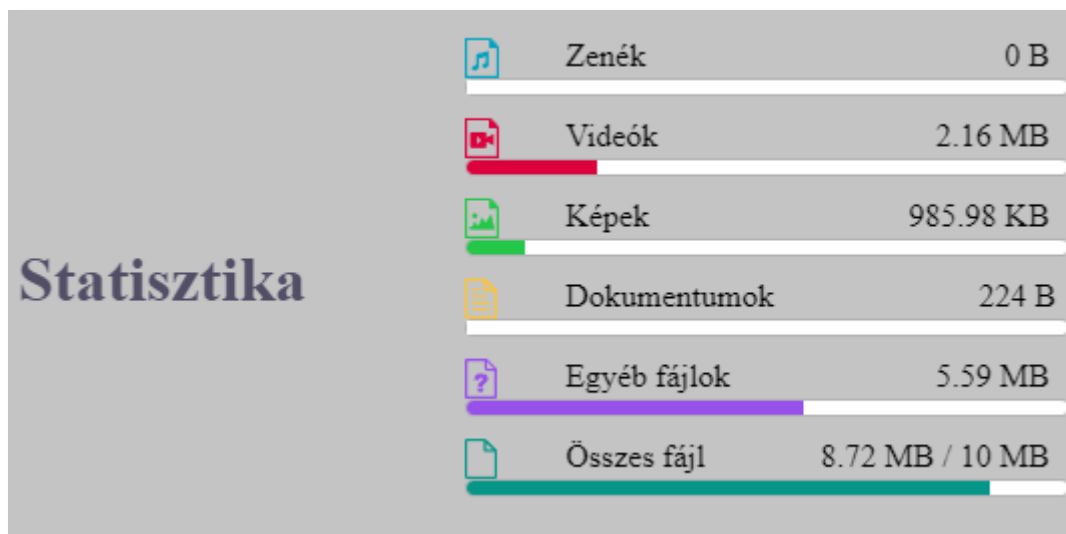 Zenék 0 B
Videók 2.16 MB
Képek 985.98 KB
Statisztika
Dokumentumok 224 B
Egyéb fájlok 5.59 MB
Összes fájl 8.72 MB / 10 MB